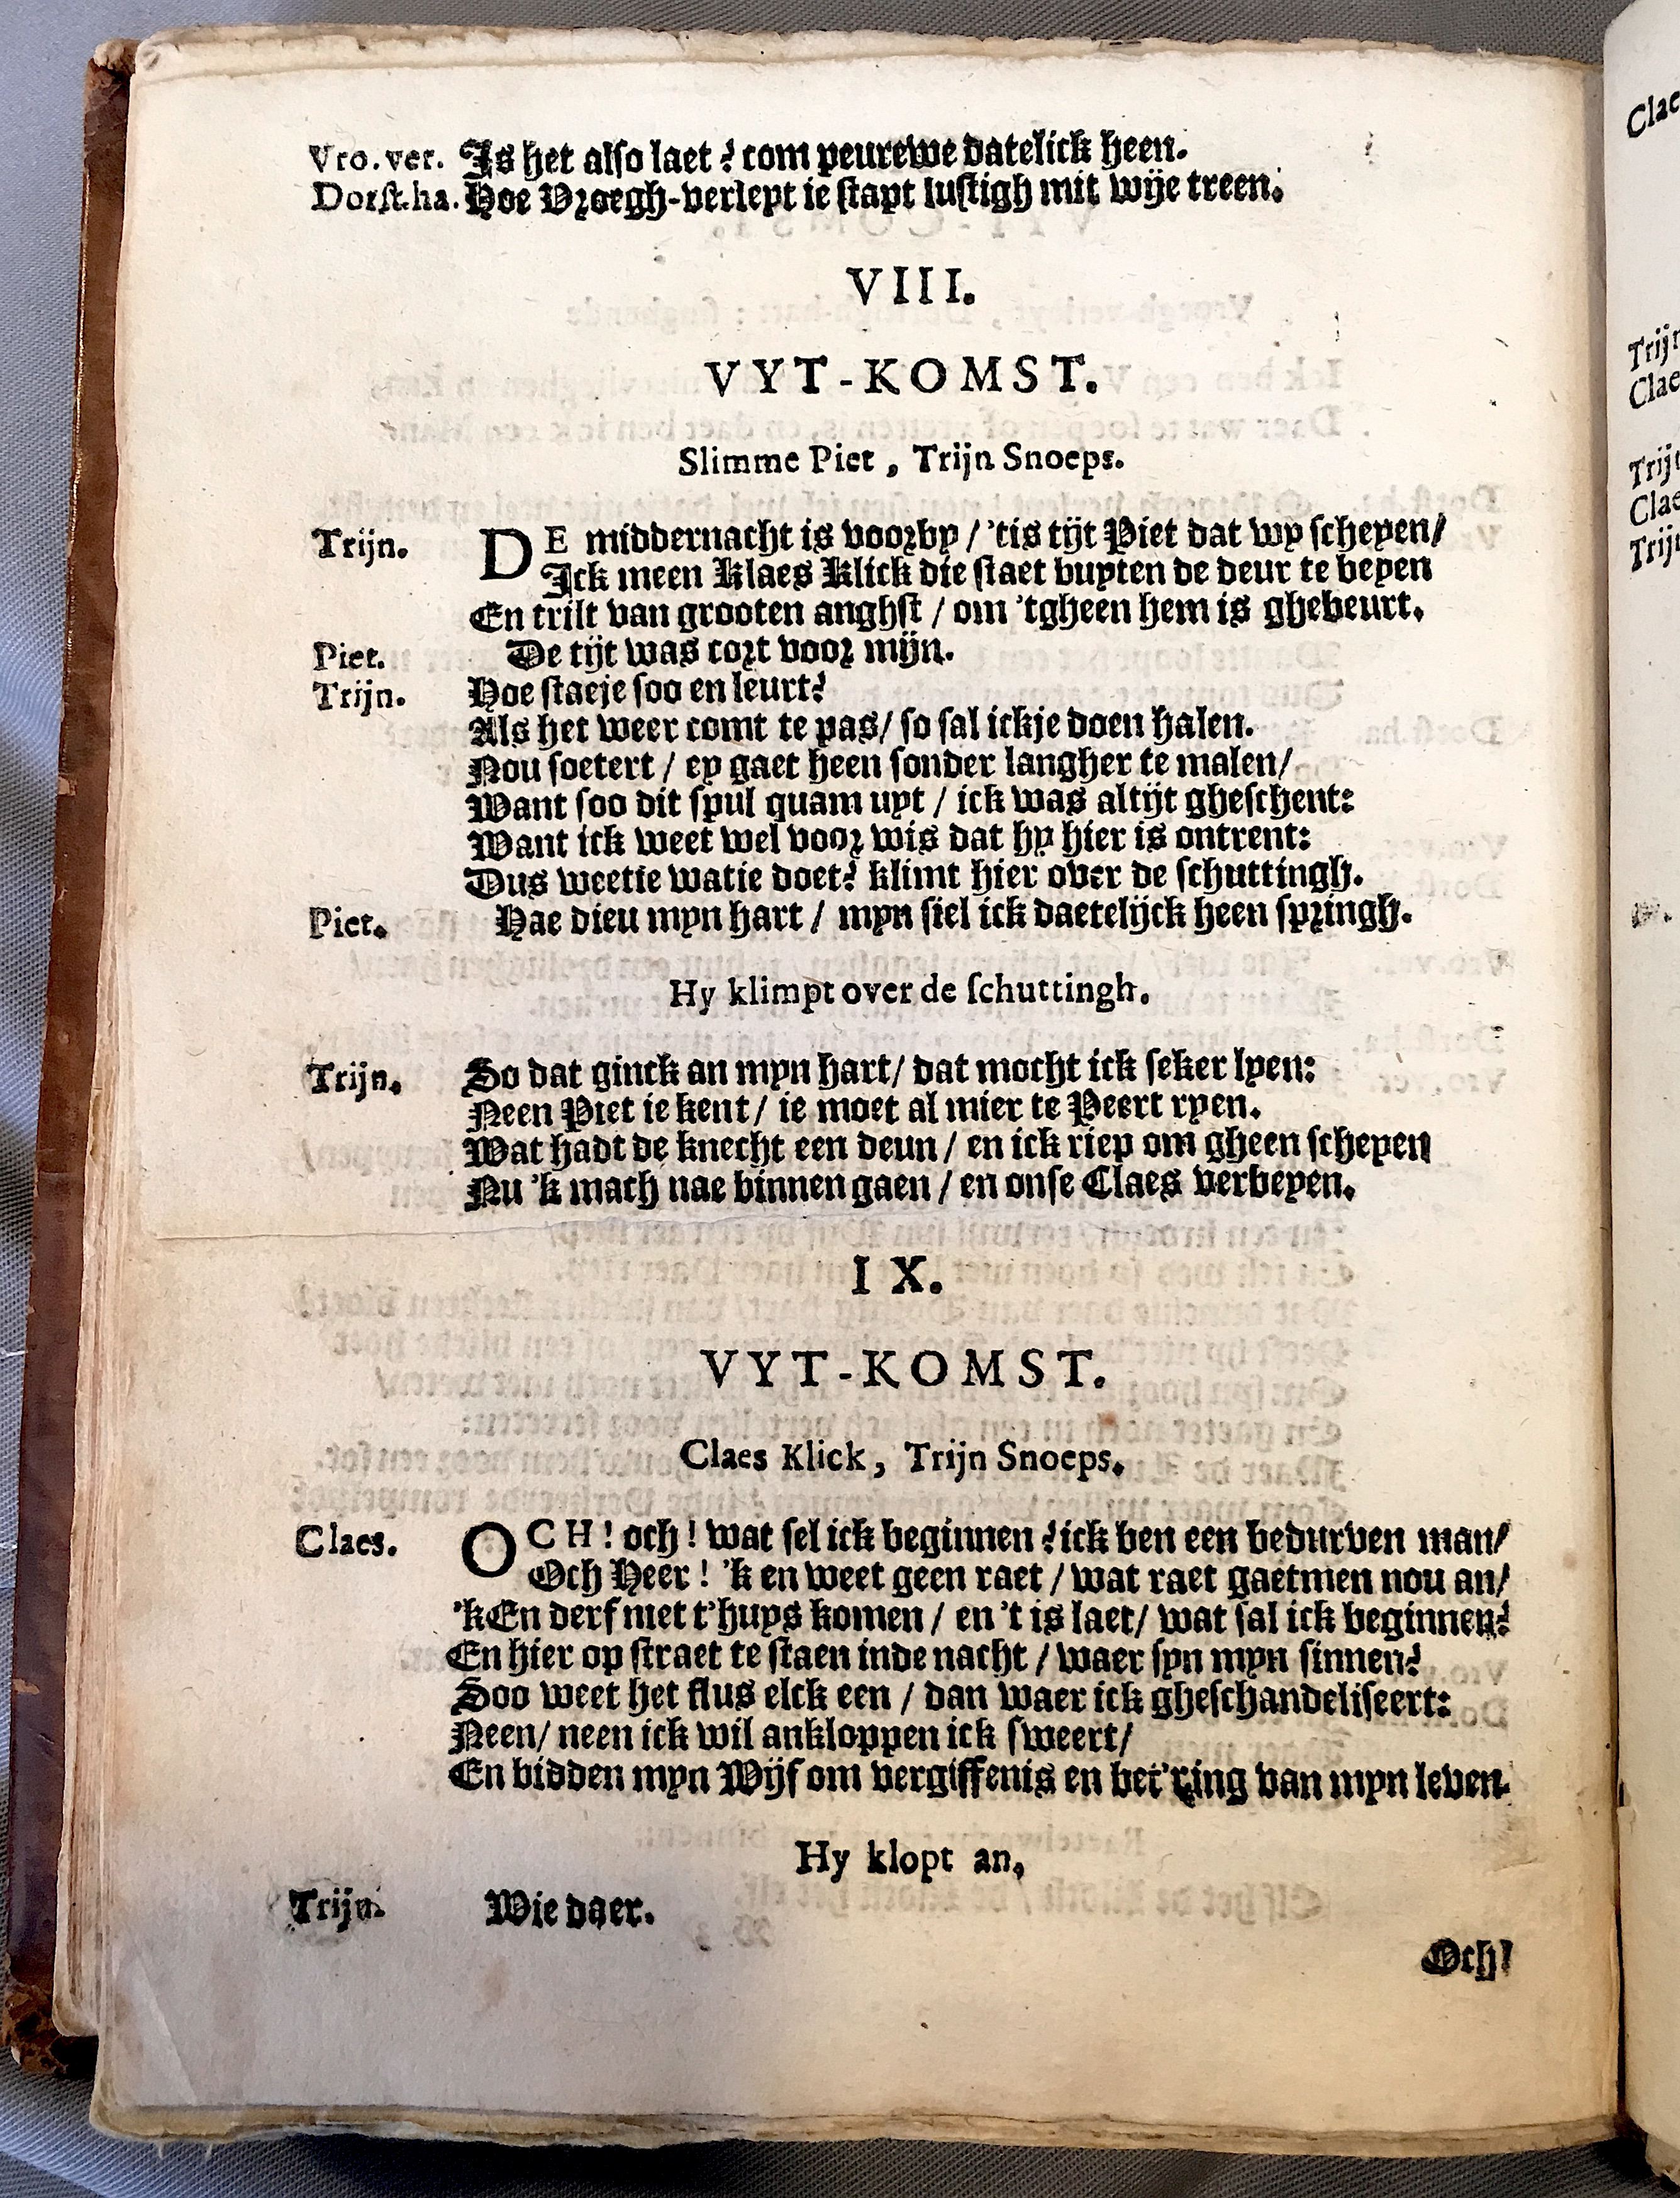 Vro.ver. Is het also laet? com peurewe datelick heen.
Dorst.ha. Hoe Vroegh-verleyt ie stapt lustigh mit wije treen.
VIII.
VYT-KOMST.
Slimme Piet, Trijn Snoeps.
Trijn. DE middernacht is voorby / 'tis tijt Piet dat wy scheyen/
Ick meen Klaes Klick die staet buyten de deur te beyen
En trilt van grooten anghst / om 'tgheen hem is ghebeurt.
Piet. De tijt was cort voor mijn.
Trijn. Hoe staeje soo en leurt?
Als het weer comt te pas/ so sal ickje doen halen.
Nou soetert / ey gaet heen sonder langher te malen/
Want soo dit spul quam uyt / ick was altijt gheschent:
Want ick weet wel voor wis dat hy hier is ontrent:
Dus weetie watie doet? klimt hier over de schuttingh.
Piet. Hae dieu myn hart / myn siel ick daetelijck heen springh.
Hy klimpt over de schuttingh.
Trijn. So dat ginck an myn hart/ dat mocht ick seker lyen:
Neen Piet ie kent/ ie moet al mier te Peert ryen.
Wat hadt de knecht een deun / en ick riep om gheen scheyen
Nu 'k mach nae binnen gaen / en onse Claes verbeyen.
IX.
VYT-KOMST.
Claes Klick, Trijn Snoeps.
Claes. OCH! och! wat sel ick beginnen? ick ben een bedurven man/
Och Heer! 'k en weet geen raet / wat raet gaetmen nou an/
'kEn derf niet t'huys komen / en 't is laet/ wat sal ick beginnen?
En hier op straet te staen inde nacht / waer syn myn sinnen?
Soo weet het flus elck een / dan waer ick gheschandeliseert:
Neen/ neen ick wil ankloppen ick sweert/
En bidden myn Wijf om vergiffenis en bet'ring van myn leven.
Hy klopt an,
Trijn. Wie daer.
Och!
Clae
Trijn
Clae
Trijn
Clae
Trijn